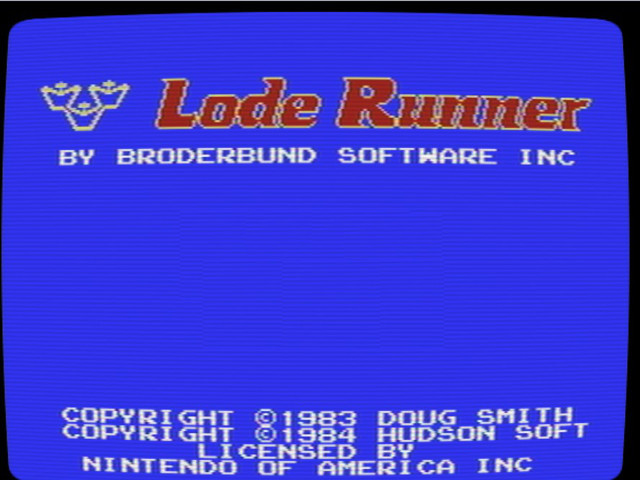 Lode Runner
BY BRODERBUND SOFTWARE INC
COPYRIGHT ©1983 DOUG SMITH
COPYRIGHT ©1984 HUDSON SOFT
LICENSED BY
NINTENDO OF AMERICA INC